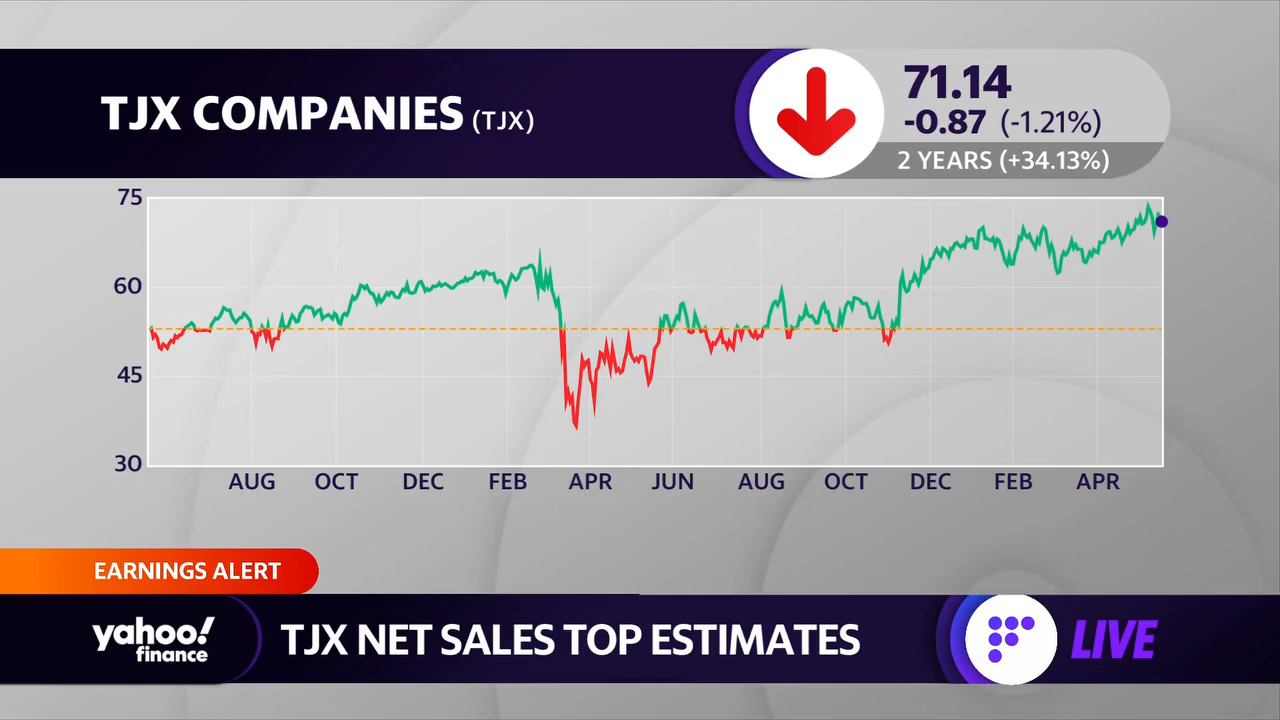 TJX COMPANIES (TJX)
71.14
-0.87 (-1.21%)
2 YEARS (+34.13%)
75
60
45
30
AUG OCT DEC FEB APR JUN AUG OCT DEC FEB APR
EARNINGS ALERT
yahoo!
finance
TJX NET SALES TOP ESTIMATES
LIVE